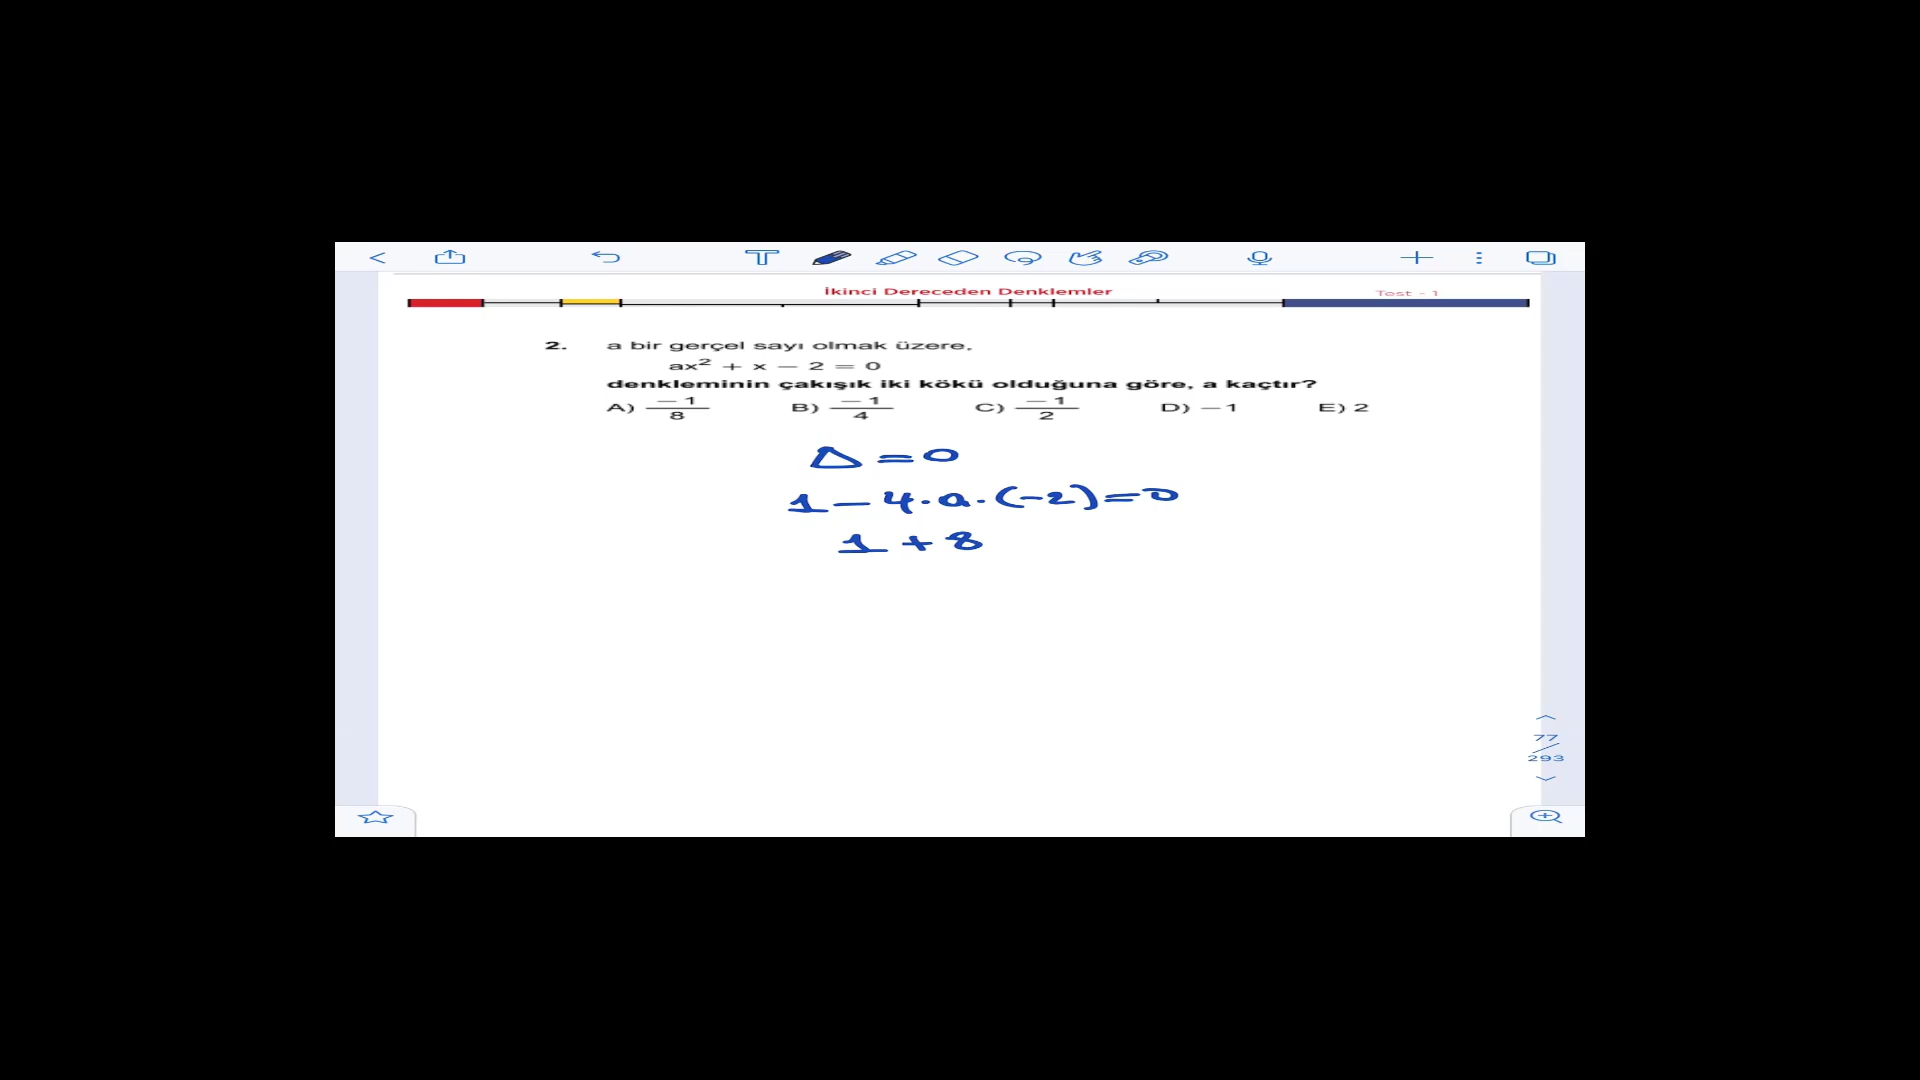 İkinci Dereceden Denklemler
Test - 1
2. a bir gerçel sayı olmak üzere,
ax² + x − 2 = 0
denkleminin çakışık iki kökü olduğuna göre, a kaçtır?
A) −1/8 B) −1/4 C) −1/2 D) −1 E) 2
Δ = 0
1 − 4·a·(−2) = 0
1 + 8
77
293